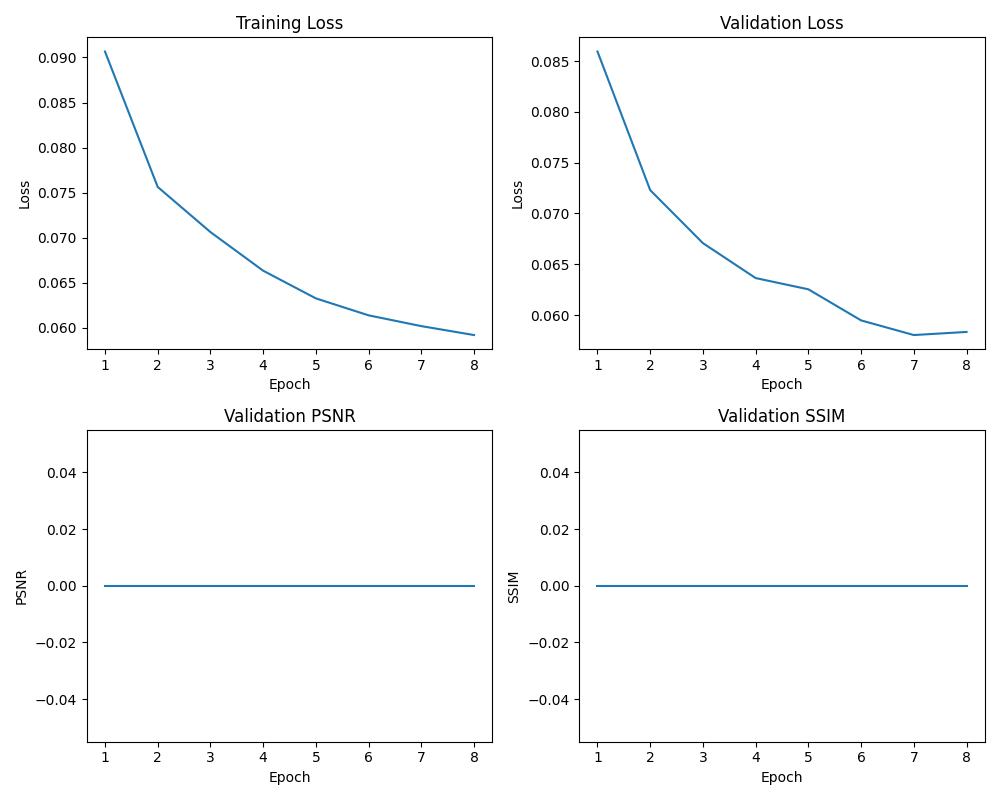 Training Loss
0.090
0.085
0.080
0.075
0.070
0.065
0.060
Loss
1 2 3 4 5 6 7 8
Epoch
Validation Loss
0.085
0.080
0.075
0.070
0.065
0.060
Loss
1 2 3 4 5 6 7 8
Epoch
Validation PSNR
0.04
0.02
0.00
−0.02
−0.04
PSNR
1 2 3 4 5 6 7 8
Epoch
Validation SSIM
0.04
0.02
0.00
−0.02
−0.04
SSIM
1 2 3 4 5 6 7 8
Epoch